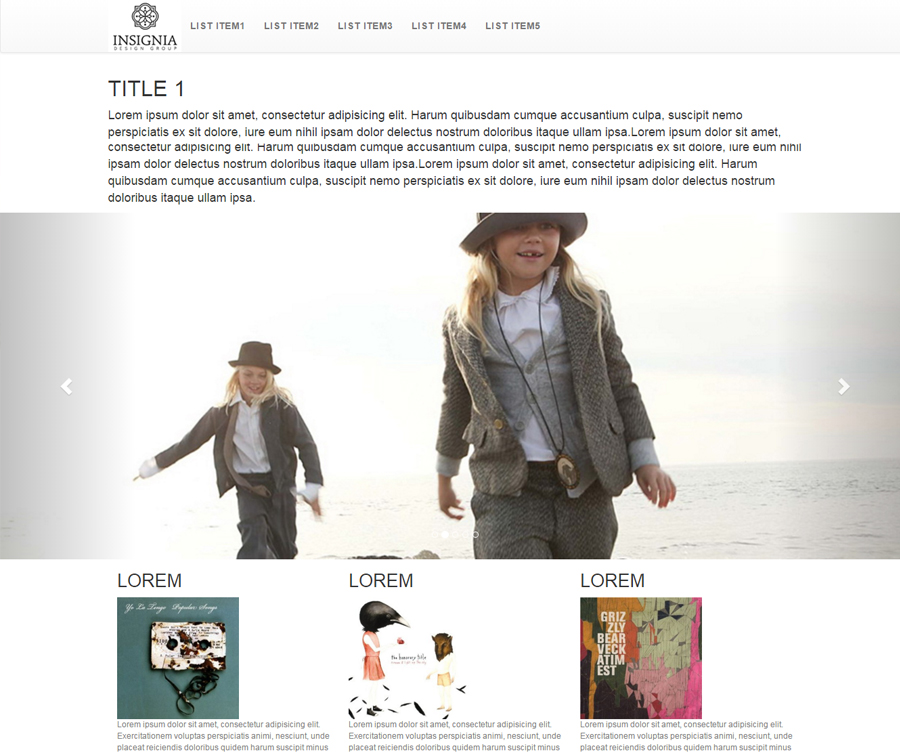 INSIGNIA
DESIGN GROUP
LIST ITEM1 LIST ITEM2 LIST ITEM3 LIST ITEM4 LIST ITEM5
TITLE 1
Lorem ipsum dolor sit amet, consectetur adipisicing elit. Harum quibusdam cumque accusantium culpa, suscipit nemo
perspiciatis ex sit dolore, iure eum nihil ipsam dolor delectus nostrum doloribus itaque ullam ipsa.Lorem ipsum dolor sit amet,
consectetur adipisicing elit. Harum quibusdam cumque accusantium culpa, suscipit nemo perspiciatis ex sit dolore, iure eum nihil
ipsam dolor delectus nostrum doloribus itaque ullam ipsa.Lorem ipsum dolor sit amet, consectetur adipisicing elit. Harum
quibusdam cumque accusantium culpa, suscipit nemo perspiciatis ex sit dolore, iure eum nihil ipsam dolor delectus nostrum
doloribus itaque ullam ipsa.
LOREM
Yo La Tengo Popular Songs
Lorem ipsum dolor sit amet, consectetur adipisicing elit.
Exercitationem voluptas perspiciatis animi, nesciunt, unde
placeat reiciendis doloribus quidem harum suscipit minus
LOREM
the honorary title
Lorem ipsum dolor sit amet, consectetur adipisicing elit.
Exercitationem voluptas perspiciatis animi, nesciunt, unde
placeat reiciendis doloribus quidem harum suscipit minus
LOREM
GRIZ
ZLY
BEAR
VECK
ATIM
EST
Lorem ipsum dolor sit amet, consectetur adipisicing elit.
Exercitationem voluptas perspiciatis animi, nesciunt, unde
placeat reiciendis doloribus quidem harum suscipit minus